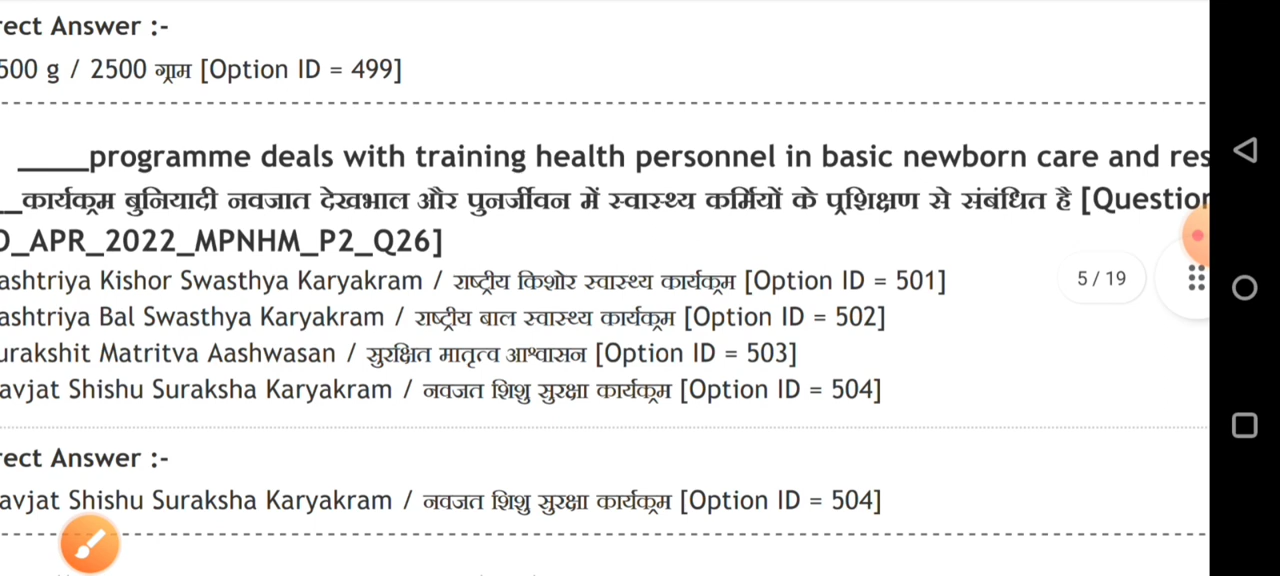 rect Answer :-
500 g / 2500 ग्राम [Option ID = 499]
____programme deals with training health personnel in basic newborn care and res
_कार्यक्रम बुनियादी नवजात देखभाल और पुनर्जीवन में स्वास्थ्य कर्मियों के प्रशिक्षण से संबंधित है [Question
D_APR_2022_MPNHM_P2_Q26]
ashtriya Kishor Swasthya Karyakram / राष्ट्रीय किशोर स्वास्थ्य कार्यक्रम [Option ID = 501]
5 / 19
ashtriya Bal Swasthya Karyakram / राष्ट्रीय बाल स्वास्थ्य कार्यक्रम [Option ID = 502]
urakshit Matritva Aashwasan / सुरक्षित मातृत्व आश्वासन [Option ID = 503]
avjat Shishu Suraksha Karyakram / नवजत शिशु सुरक्षा कार्यक्रम [Option ID = 504]
rect Answer :-
avjat Shishu Suraksha Karyakram / नवजत शिशु सुरक्षा कार्यक्रम [Option ID = 504]